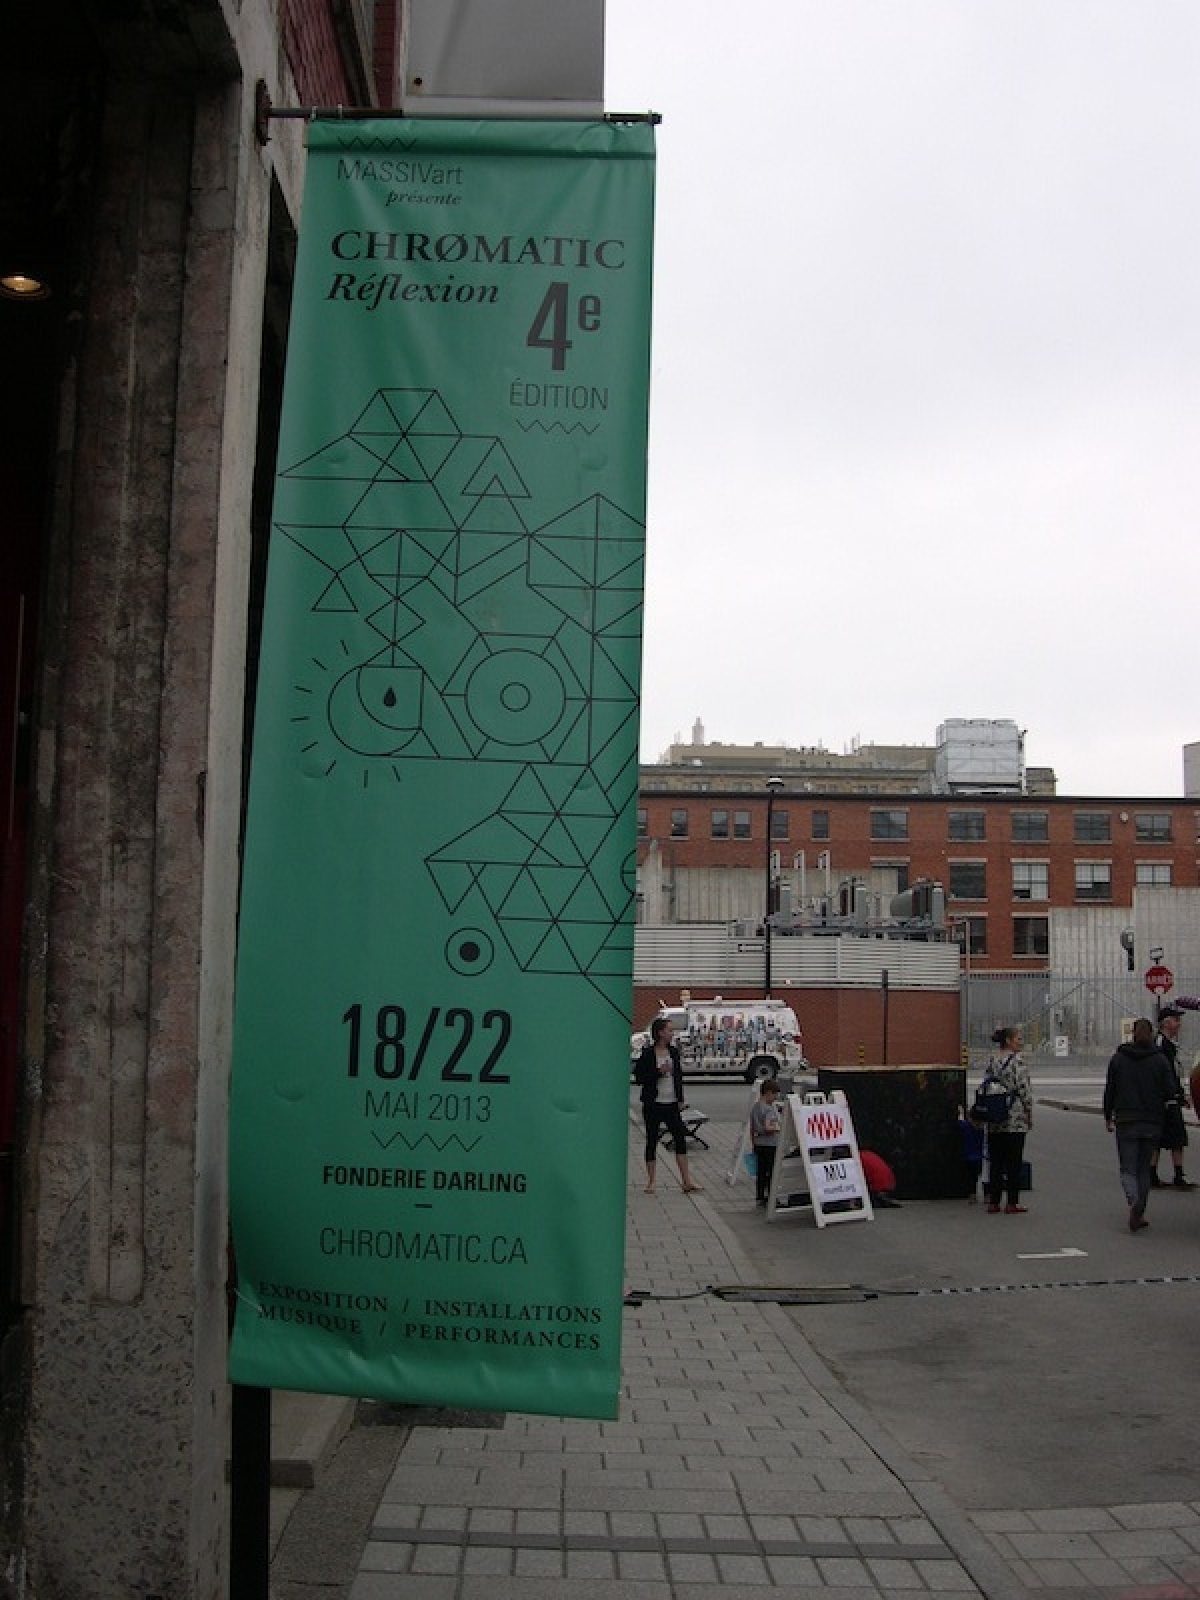 MASSIVart
présente
CHRØMATIC
Réflexion
4e
ÉDITION
18/22
MAI 2013
FONDERIE DARLING
CHROMATIC.CA
EXPOSITION / INSTALLATIONS
MUSIQUE / PERFORMANCES
MU
ARRÊT